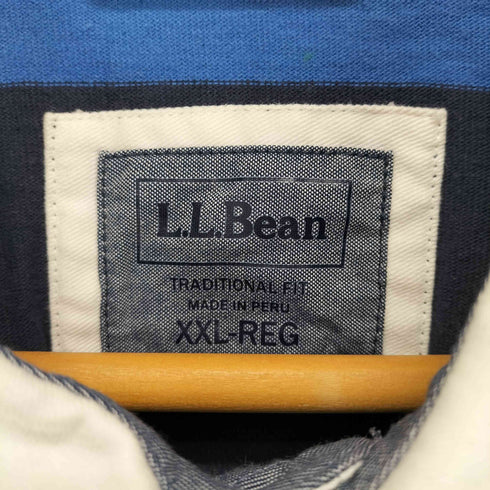 L.L.Bean
TRADITIONAL FIT
MADE IN PERU
XXL-REG